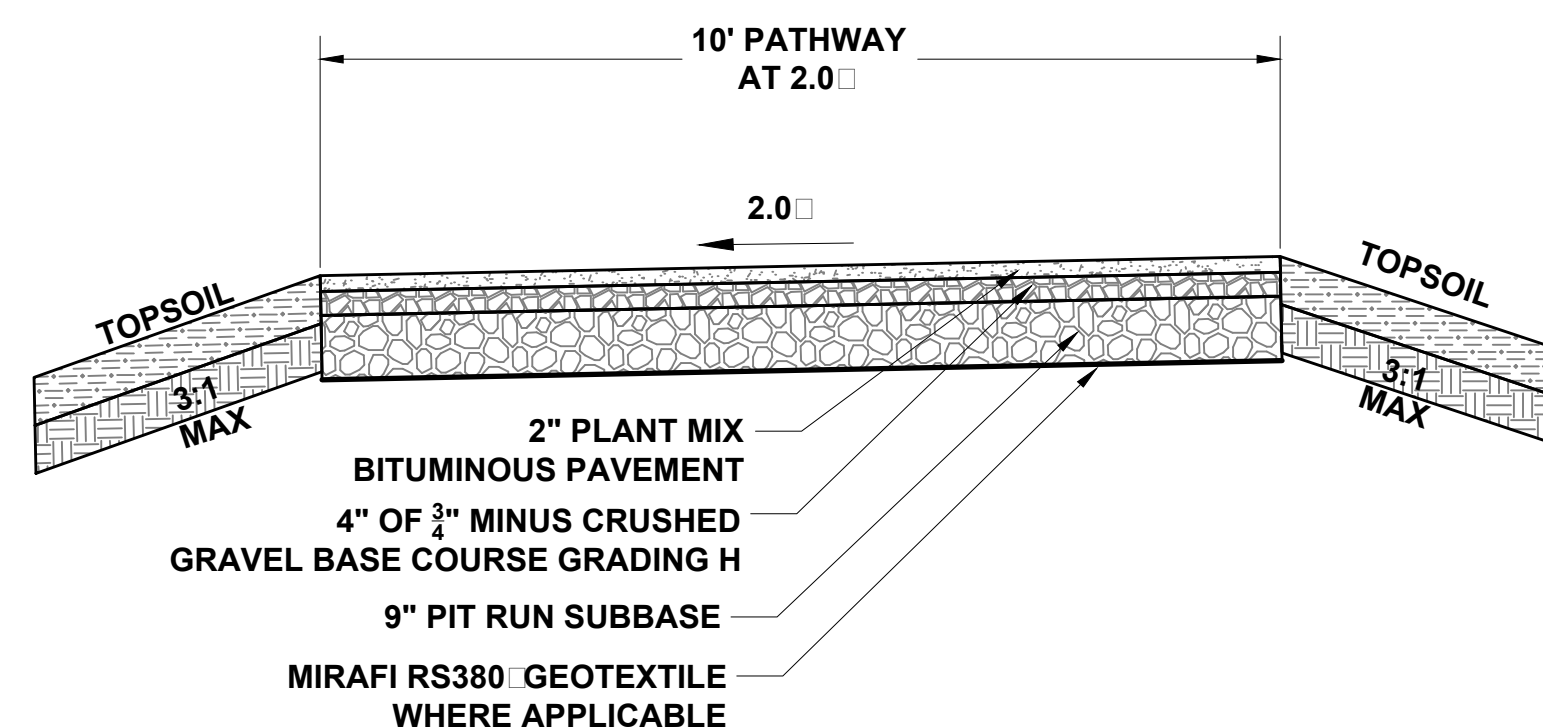 10' PATHWAY
AT 2.0□
2.0□
TOPSOIL
TOPSOIL
3:1
MAX
3:1
MAX
2" PLANT MIX
BITUMINOUS PAVEMENT
4" OF 3/4" MINUS CRUSHED
GRAVEL BASE COURSE GRADING H
9" PIT RUN SUBBASE
MIRAFI RS380□GEOTEXTILE
WHERE APPLICABLE